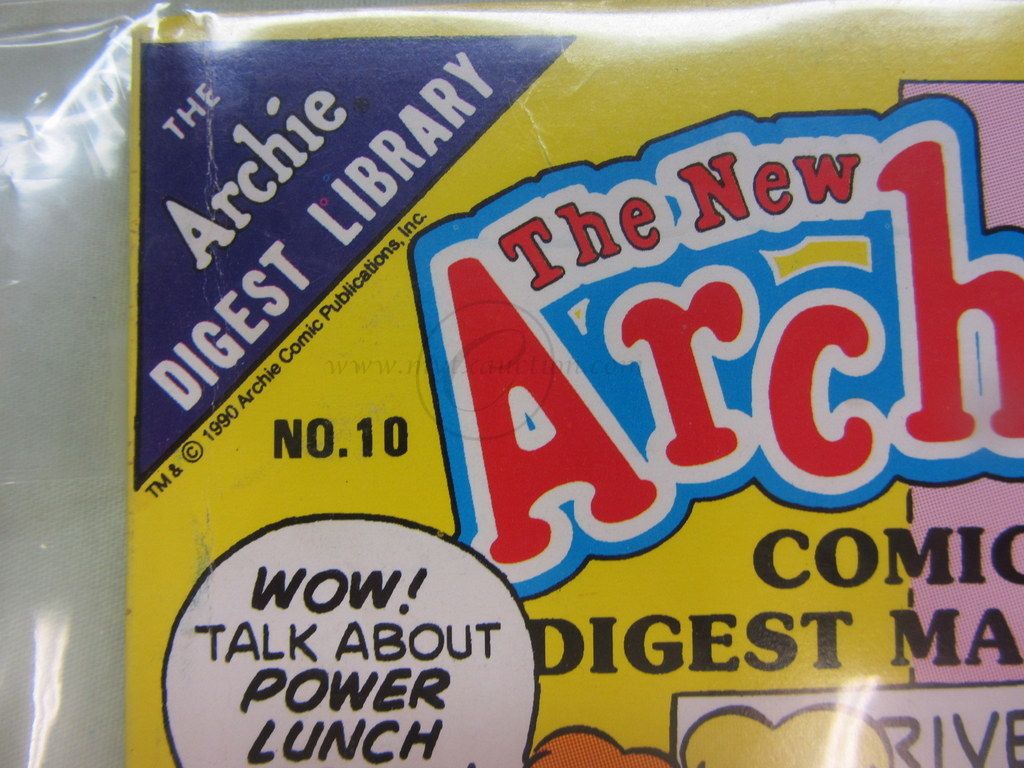 THE
Archie
DIGEST LIBRARY
TM & © 1990 Archie Comic Publications, Inc.
The New
Arch
NO. 10
COMIC
DIGEST MA
WOW!
TALK ABOUT
POWER
LUNCH
RIVE